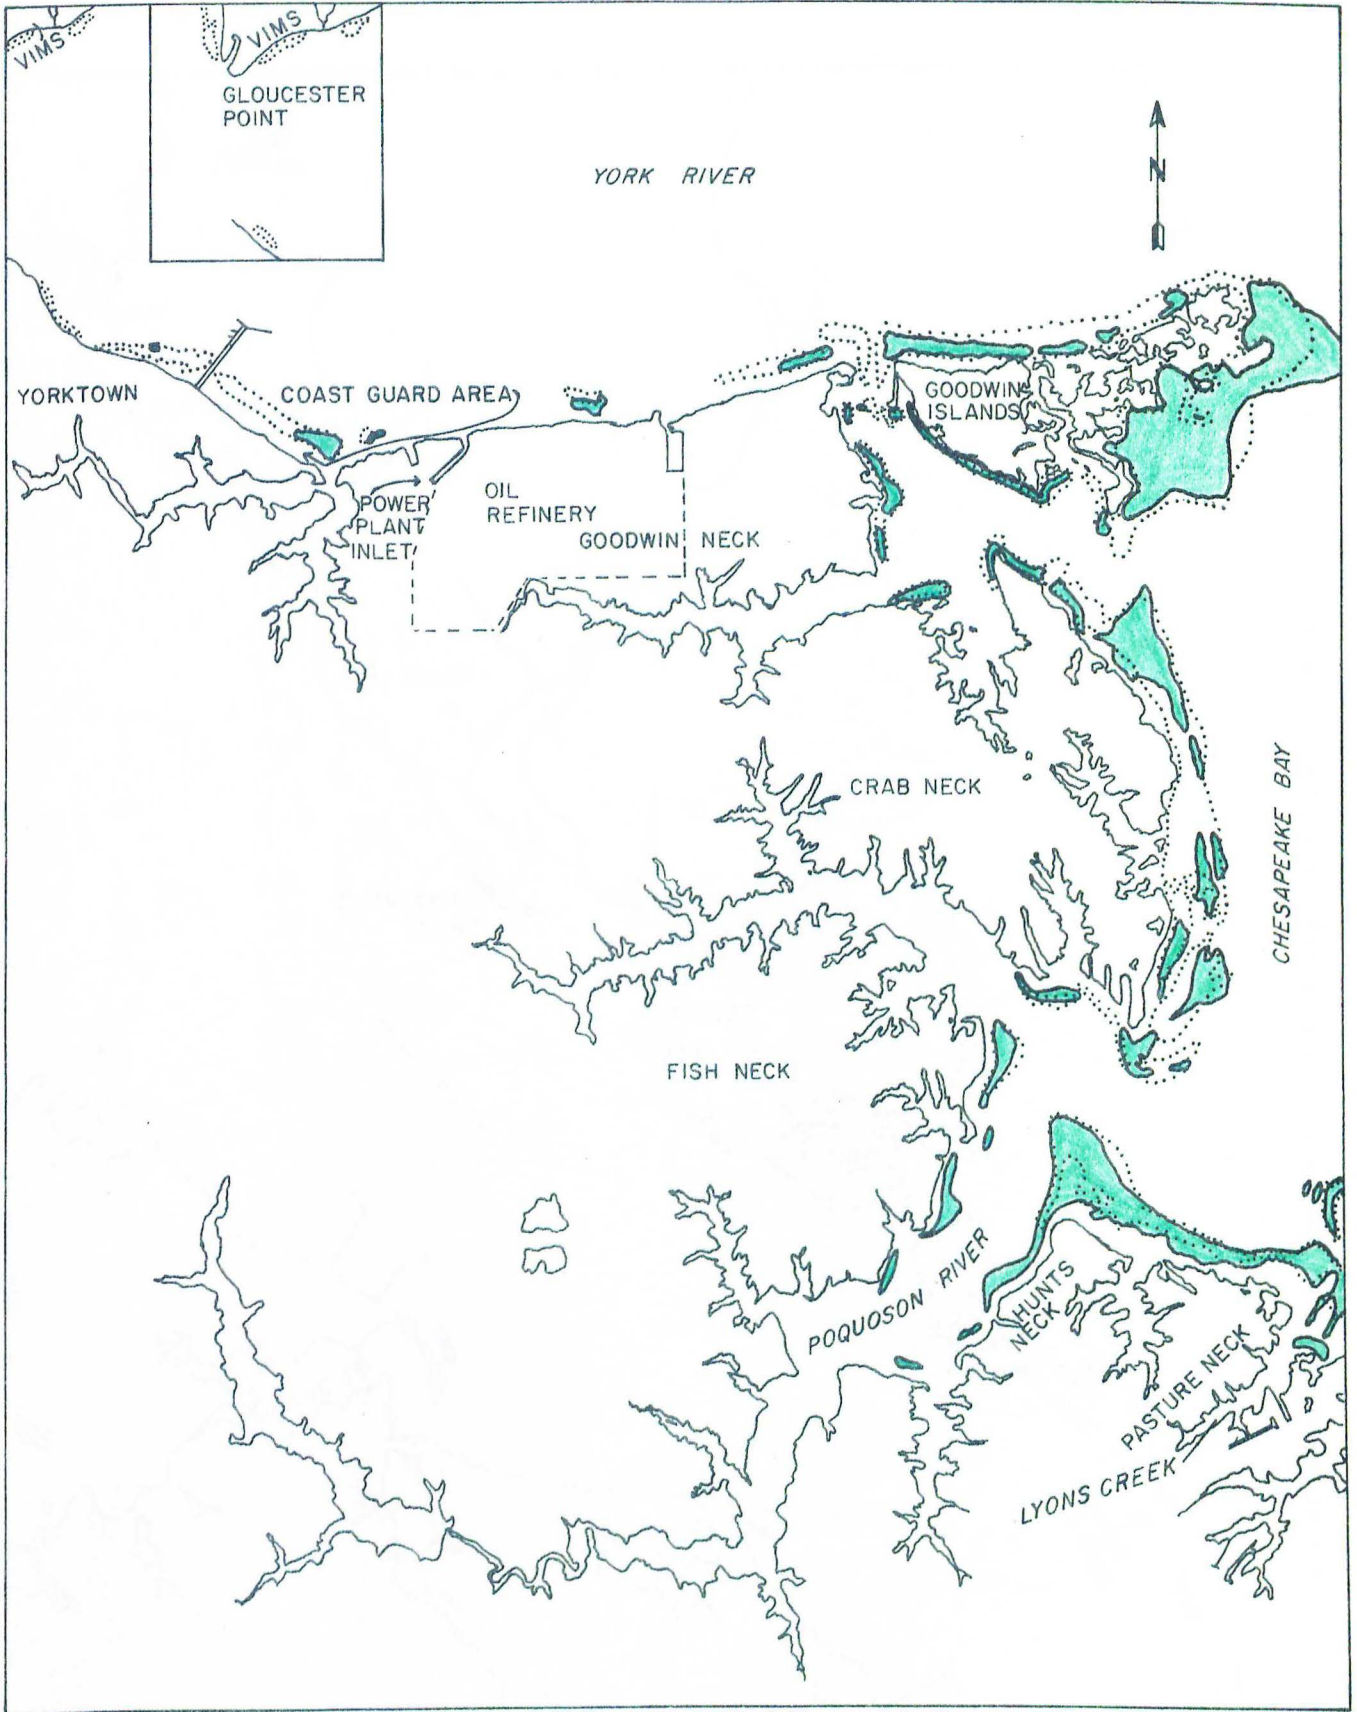 VIMS
VIMS
GLOUCESTER
POINT
YORK RIVER
N
YORKTOWN
COAST GUARD AREA
GOODWIN
ISLANDS
POWER
PLANT
INLET
OIL
REFINERY
GOODWIN NECK
CRAB NECK
CHESAPEAKE BAY
FISH NECK
POQUOSON RIVER
HUNTS
NECK
PASTURE NECK
LYONS CREEK